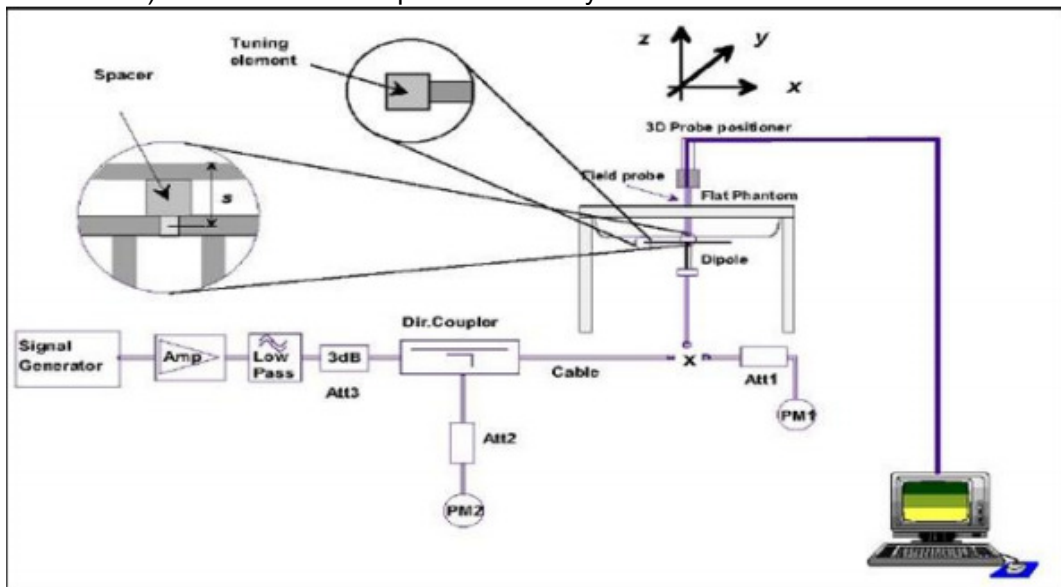 Tuning
element
Spacer
s
z
y
x
3D Probe positioner
Field probe
Flat Phantom
Dipole
Signal
Generator
Amp
Low
Pass
3dB
Att3
Dir.Coupler
Cable
x
Att1
PM1
Att2
PM2